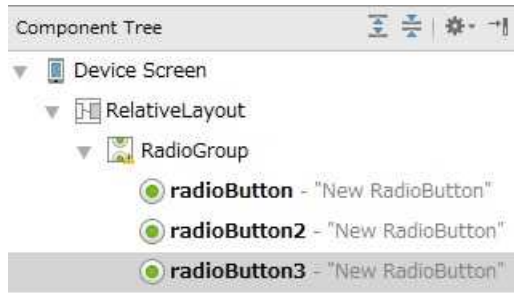 Component Tree
Device Screen
RelativeLayout
RadioGroup
radioButton - "New RadioButton"
radioButton2 - "New RadioButton"
radioButton3 - "New RadioButton"